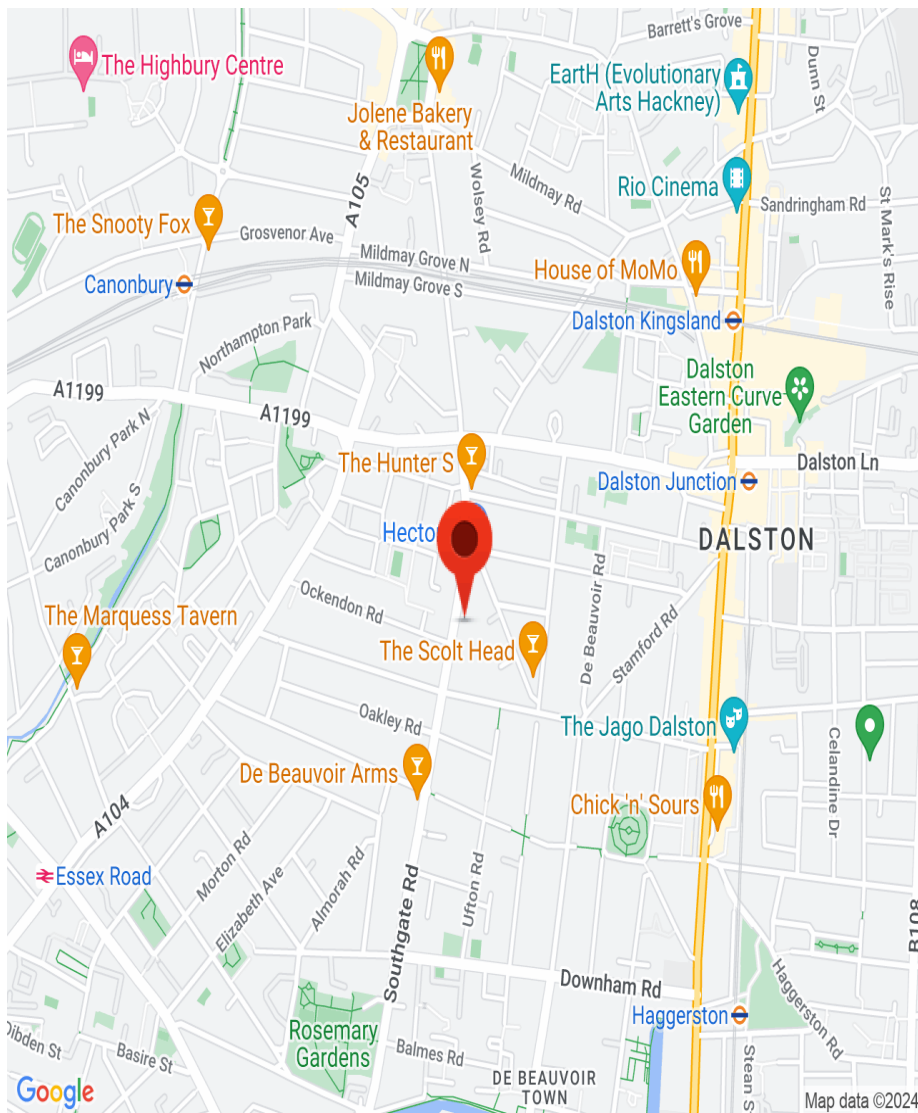 Barrett's Grove
The Highbury Centre
EartH (Evolutionary
Arts Hackney)
Dunn St
Jolene Bakery
& Restaurant
A105
Wolsey Rd
Mildmay Rd
Rio Cinema
Sandringham Rd
St Mark's Rise
The Snooty Fox
Grosvenor Ave
Mildmay Grove N
Mildmay Grove S
House of MoMo
Canonbury
Dalston Kingsland
Northampton Park
Dalston
Eastern Curve
Garden
A1199
A1199
Canonbury Park N
The Hunter S
Dalston Ln
Dalston Junction
Canonbury Park S
Hecto
DALSTON
Ockendon Rd
De Beauvoir Rd
Stamford Rd
The Marquess Tavern
The Scolt Head
Oakley Rd
The Jago Dalston
Celandine Dr
De Beauvoir Arms
Chick 'n' Sours
A104
Essex Road
Morton Rd
Elizabeth Ave
Almorah Rd
Southgate Rd
Ufton Rd
B108
Downham Rd
Haggerston Rd
Haggerston
Rosemary
Gardens
Dibden St
Basire St
Balmes Rd
Stean S
DE BEAUVOIR
TOWN
Google
Map data ©2024